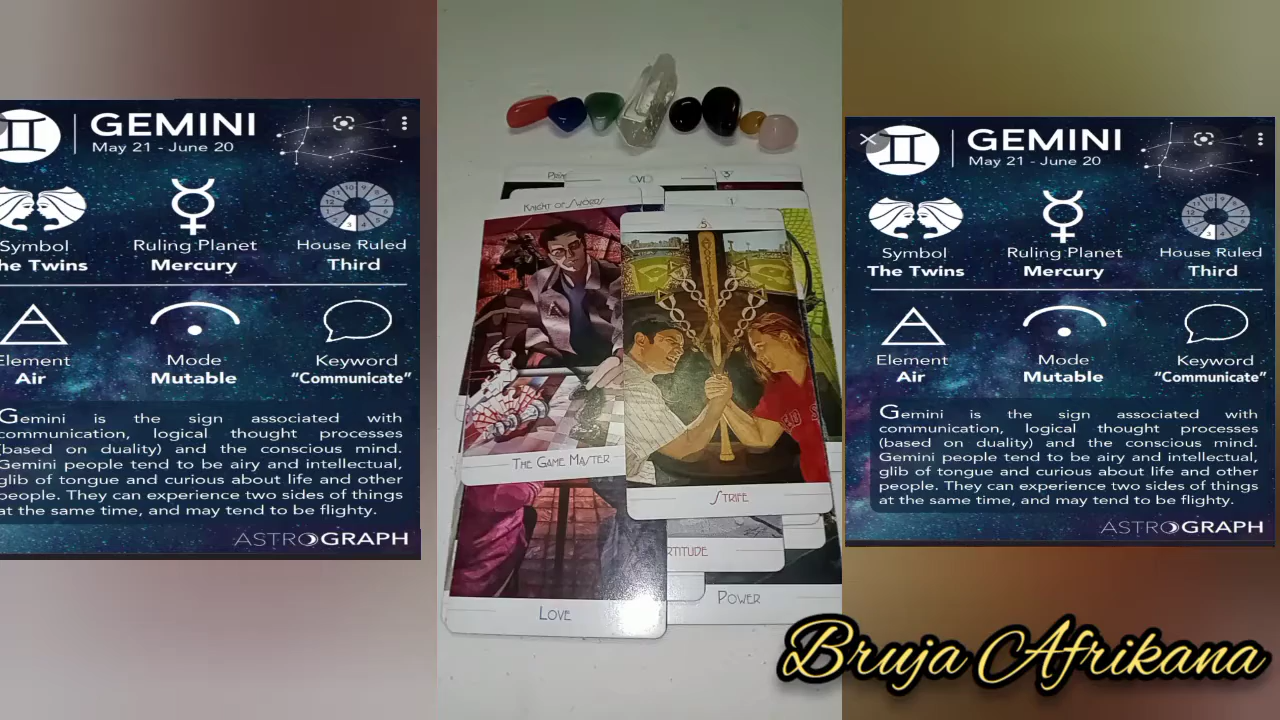 GEMINI
May 21 - June 20
Symbol
he Twins
Ruling Planet
Mercury
House Ruled
Third
Element
Air
Mode
Mutable
Keyword
"Communicate"
Gemini is the sign associated with
communication, logical thought processes
(based on duality) and the conscious mind.
Gemini people tend to be airy and intellectual,
glib of tongue and curious about life and other
people. They can experience two sides of things
at the same time, and may tend to be flighty.
ASTROGRAPH
VI
3
KNIGHT OF SWORDS
1
5
THE GAME MASTER
STRIFE
RTITUDE
POWER
LOVE
GEMINI
May 21 - June 20
Symbol
The Twins
Ruling Planet
Mercury
House Ruled
Third
Element
Air
Mode
Mutable
Keyword
"Communicate"
Gemini is the sign associated with
communication, logical thought processes
(based on duality) and the conscious mind.
Gemini people tend to be airy and intellectual,
glib of tongue and curious about life and other
people. They can experience two sides of things
at the same time, and may tend to be flighty.
ASTROGRAPH
Bruja Afrikana